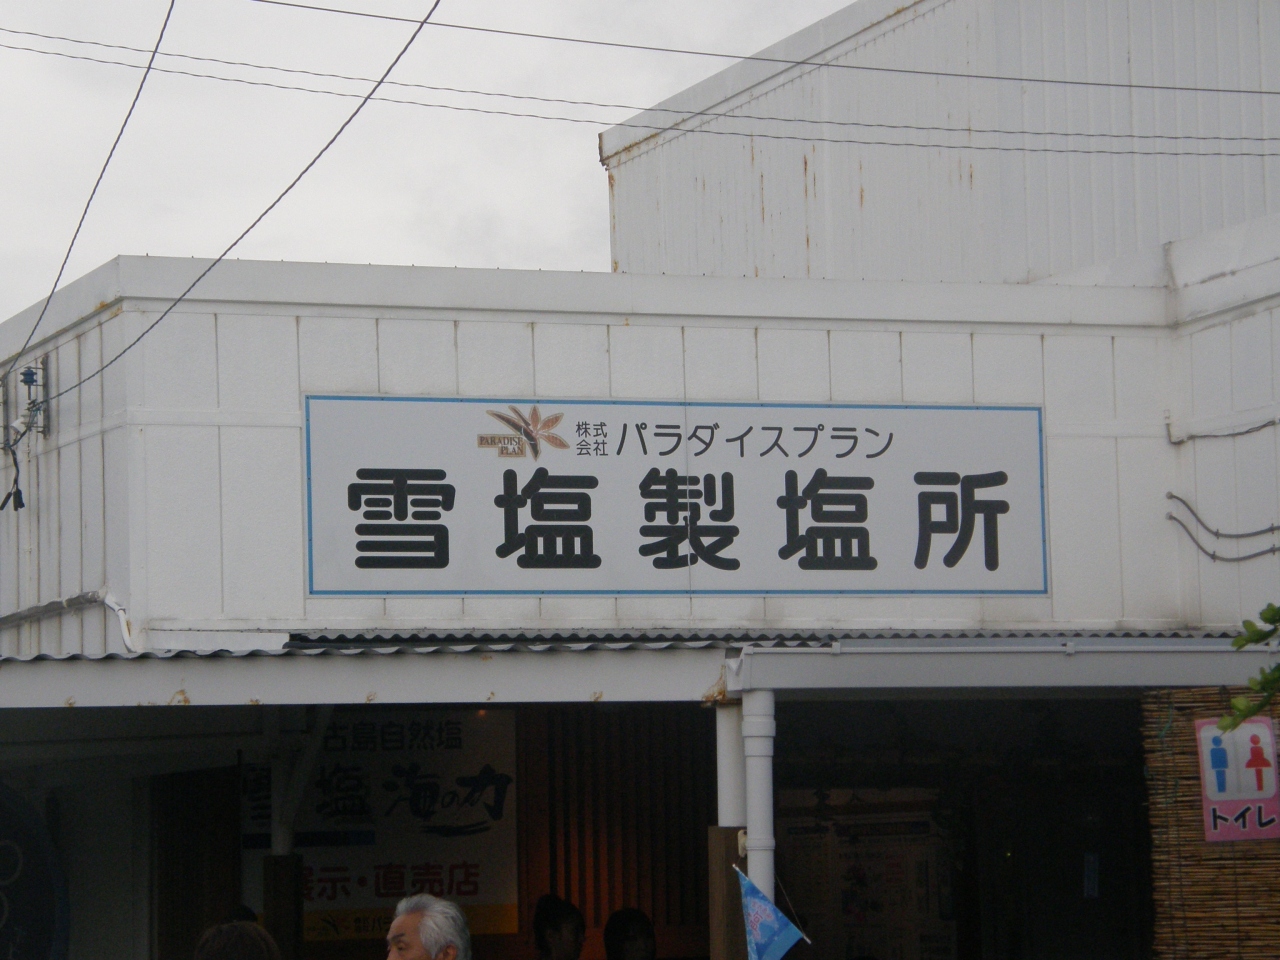 PARADISE
PLAN
株式
会社
パラダイスプラン
雪塩製塩所
古島自然塩
雪塩 海の力
展示・直売店
トイレ